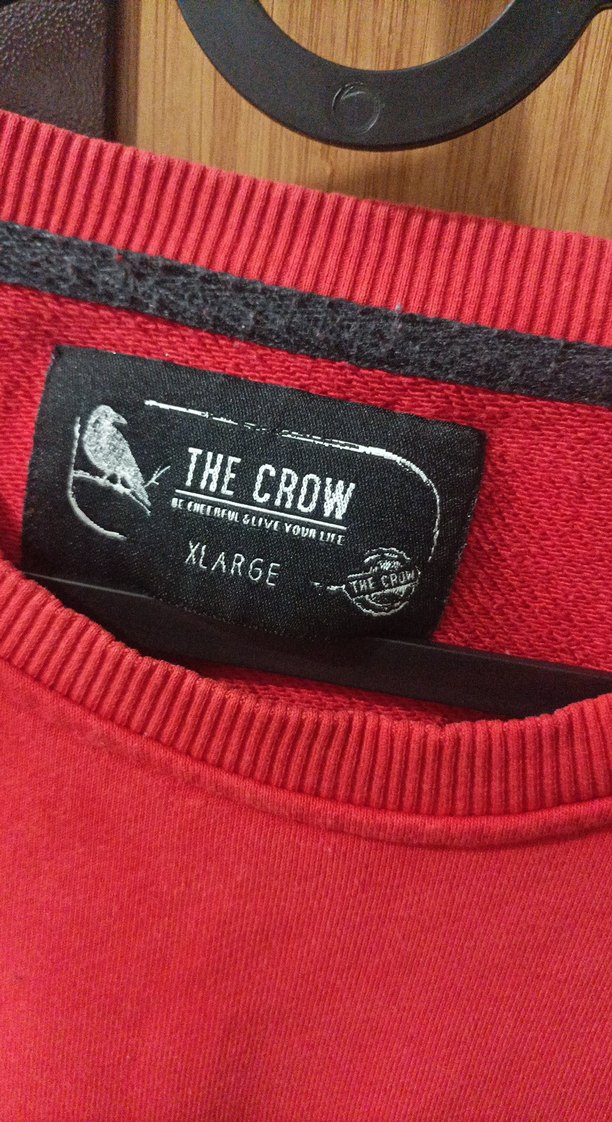 THE CROW
BE CHEERFUL & LIVE YOUR LIFE
XLARGE
THE CROW